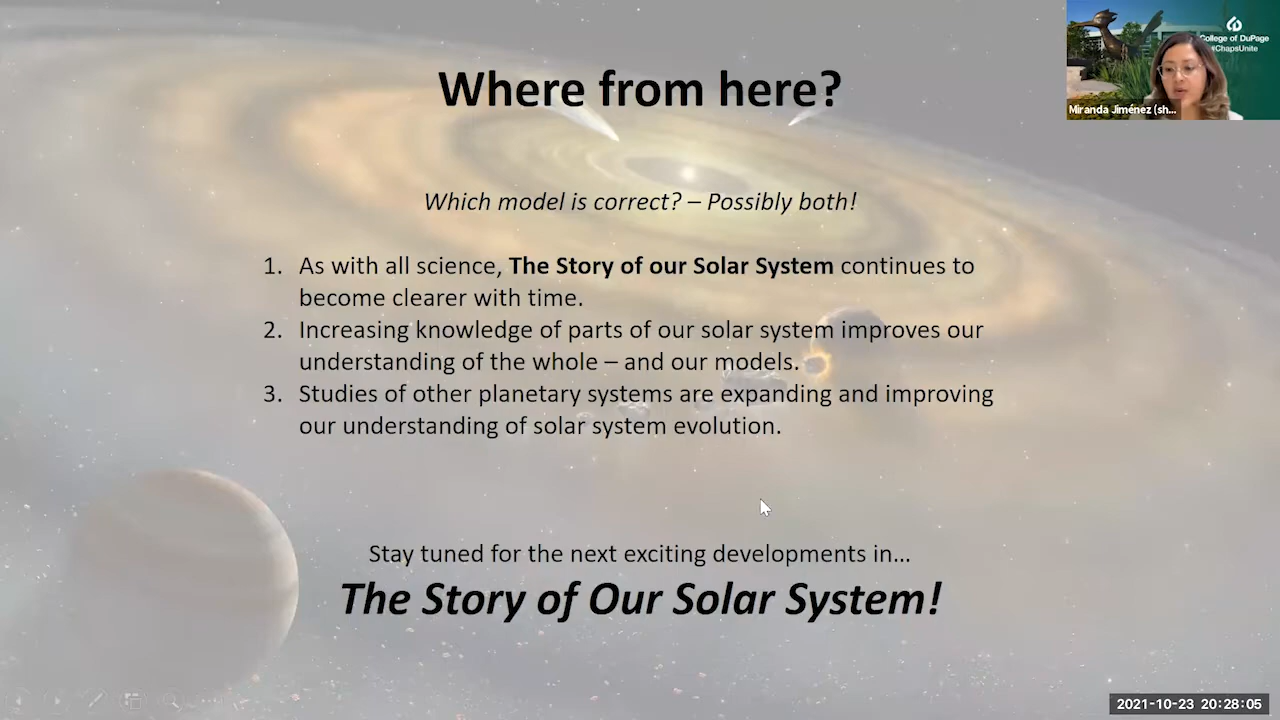 Where from here?
College of DuPage
#ChapsUnite
Miranda Jiménez (sh...
Which model is correct? – Possibly both!
1. As with all science, The Story of our Solar System continues to
become clearer with time.
2. Increasing knowledge of parts of our solar system improves our
understanding of the whole – and our models.
3. Studies of other planetary systems are expanding and improving
our understanding of solar system evolution.
Stay tuned for the next exciting developments in...
The Story of Our Solar System!
2021-10-23 20:28:05